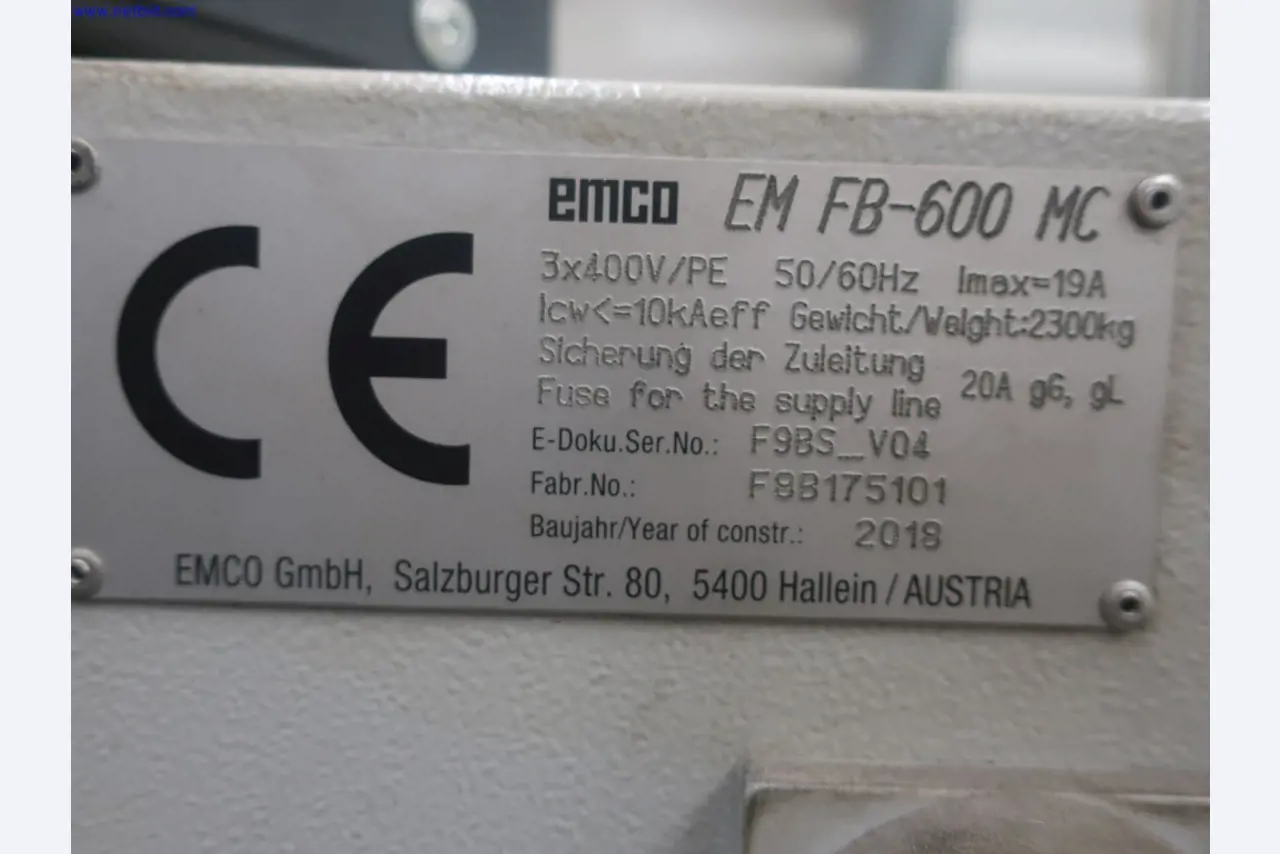 emco EM FB-600 MC
3x400V/PE 50/60Hz Imax=19A
Icw<=10kAeff Gewicht/Weight:2300kg
Sicherung der Zuleitung
Fuse for the supply line
20A gG, gL
E-Doku.Ser.No.: F9BS_V04
Fabr.No.: F9B175101
Baujahr/Year of constr.: 2018
EMCO GmbH, Salzburger Str. 80, 5400 Hallein / AUSTRIA
CE